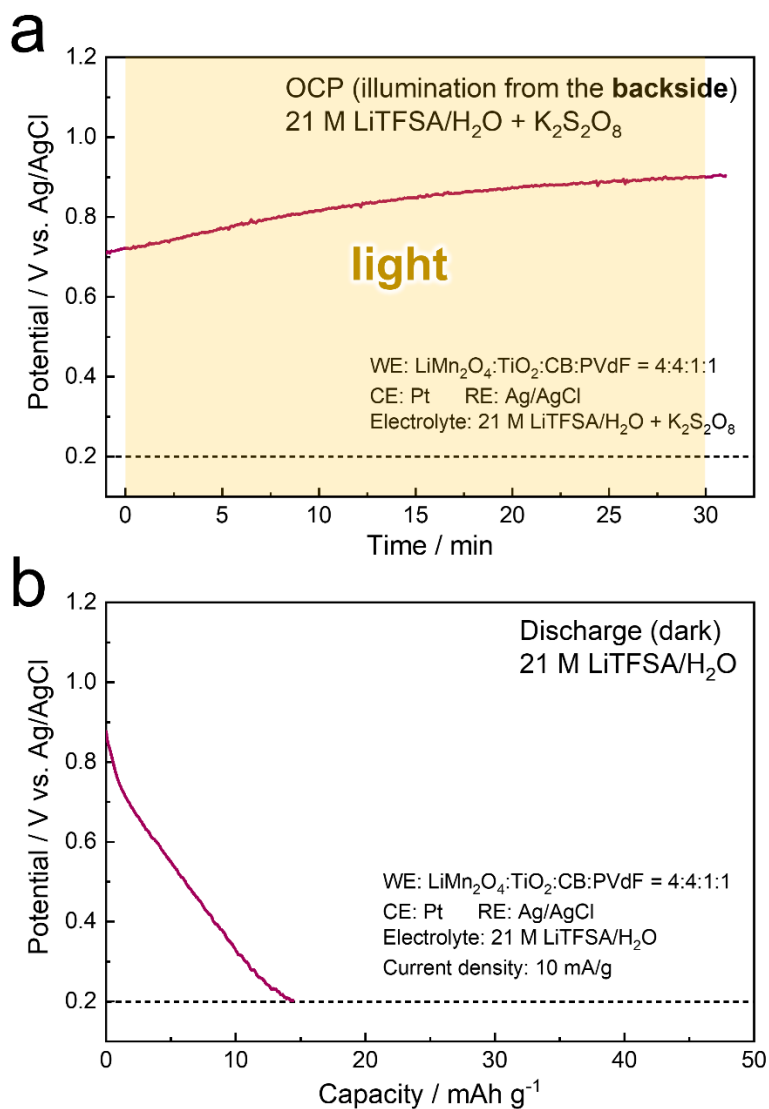 a
1.2
1.0
0.8
0.6
0.4
0.2
Potential / V vs. Ag/AgCl
OCP (illumination from the backside)
21 M LiTFSA/H₂O + K₂S₂O₈
light
WE: LiMn₂O₄:TiO₂:CB:PVdF = 4:4:1:1
CE: Pt RE: Ag/AgCl
Electrolyte: 21 M LiTFSA/H₂O + K₂S₂O₈
0 5 10 15 20 25 30
Time / min
b
1.2
1.0
0.8
0.6
0.4
0.2
Potential / V vs. Ag/AgCl
Discharge (dark)
21 M LiTFSA/H₂O
WE: LiMn₂O₄:TiO₂:CB:PVdF = 4:4:1:1
CE: Pt RE: Ag/AgCl
Electrolyte: 21 M LiTFSA/H₂O
Current density: 10 mA/g
0 10 20 30 40 50
Capacity / mAh g⁻¹